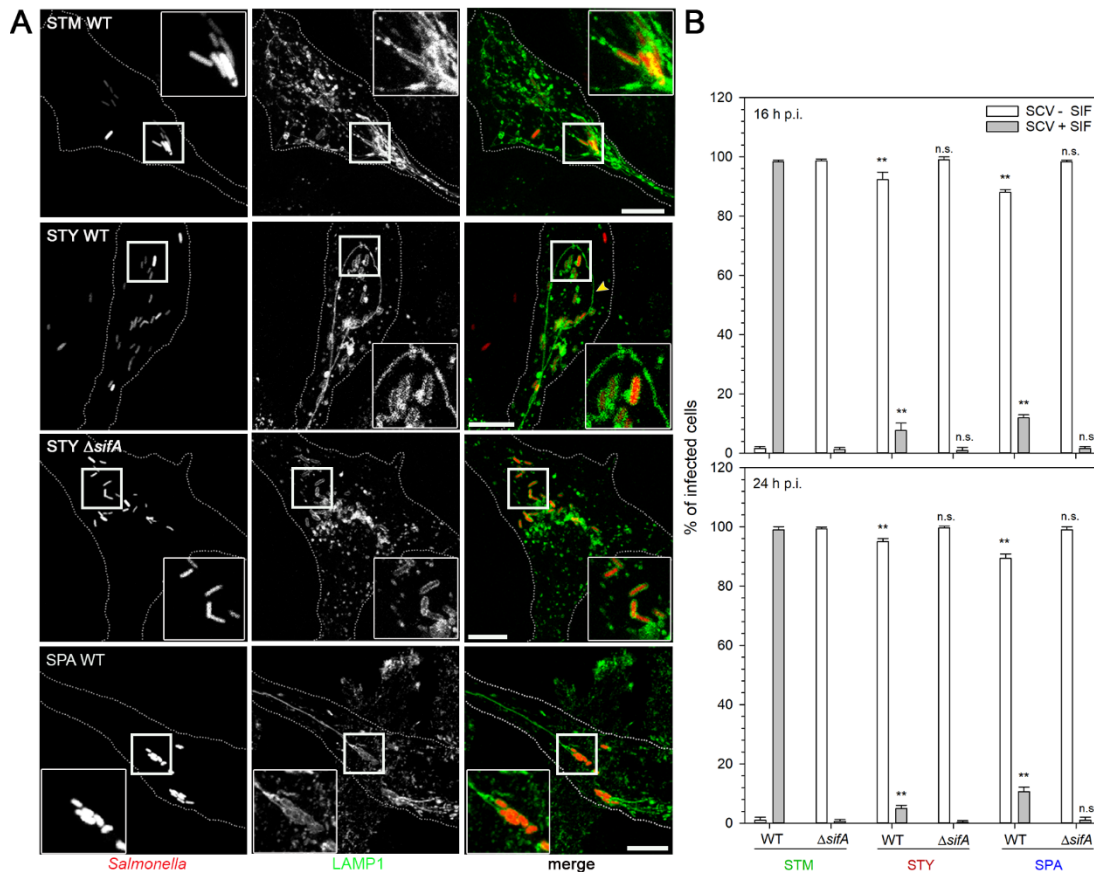 A
STM WT
STY WT
STY ΔsifA
SPA WT
Salmonella
LAMP1
merge
B
% of infected cells
16 h p.i.
SCV - SIF
SCV + SIF
120
100
80
60
40
20
0
**
**
n.s.
n.s.
**
**
n.s.
n.s
24 h p.i.
120
100
80
60
40
20
0
**
**
n.s.
**
**
n.s.
n.s
WT ΔsifA WT ΔsifA WT ΔsifA
STM STY SPA